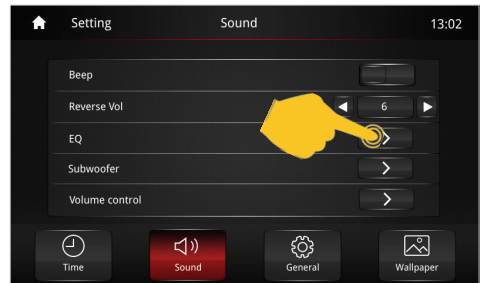 Setting Sound 13:02
Beep
Reverse Vol 6
EQ
Subwoofer
Volume control
Time Sound General Wallpaper